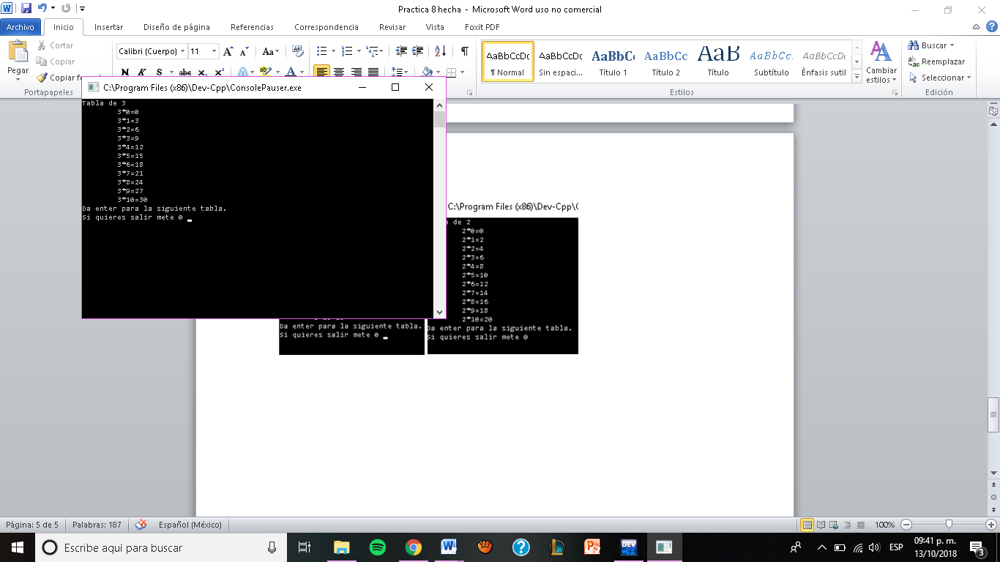 Practica 8 hecha - Microsoft Word uso no comercial
Archivo Inicio Insertar Diseño de página Referencias Correspondencia Revisar Vista Foxit PDF
Pegar
Cortar
Copiar
Copiar fo
Portapapeles
Calibri (Cuerpo) 11
AaBbCcDc AaBbCcDc AaBbCc AaBbCc AaB AaBbCc. AaBbCcDc
¶ Normal Sin espaci... Título 1 Título 2 Título Subtítulo Énfasis sutil
Cambiar estilos
Estilos
Buscar
Reemplazar
Seleccionar
Edición
C:\Program Files (x86)\Dev-Cpp\ConsolePauser.exe
Tabla de 3
3*0=0
3*1=3
3*2=6
3*3=9
3*4=12
3*5=15
3*6=18
3*7=21
3*8=24
3*9=27
3*10=30
Da enter para la siguiente tabla.
Si quieres salir mete 0
Da enter para la siguiente tabla.
Si quieres salir mete 0
C:\Program Files (x86)\Dev-Cpp\
de 2
2*0=0
2*1=2
2*2=4
2*3=6
2*4=8
2*5=10
2*6=12
2*7=14
2*8=16
2*9=18
2*10=20
Da enter para la siguiente tabla.
Si quieres salir mete 0
Página: 5 de 5 Palabras: 187 Español (México) 100%
Escribe aquí para buscar
DEV
ESP
09:41 p. m.
13/10/2018
3